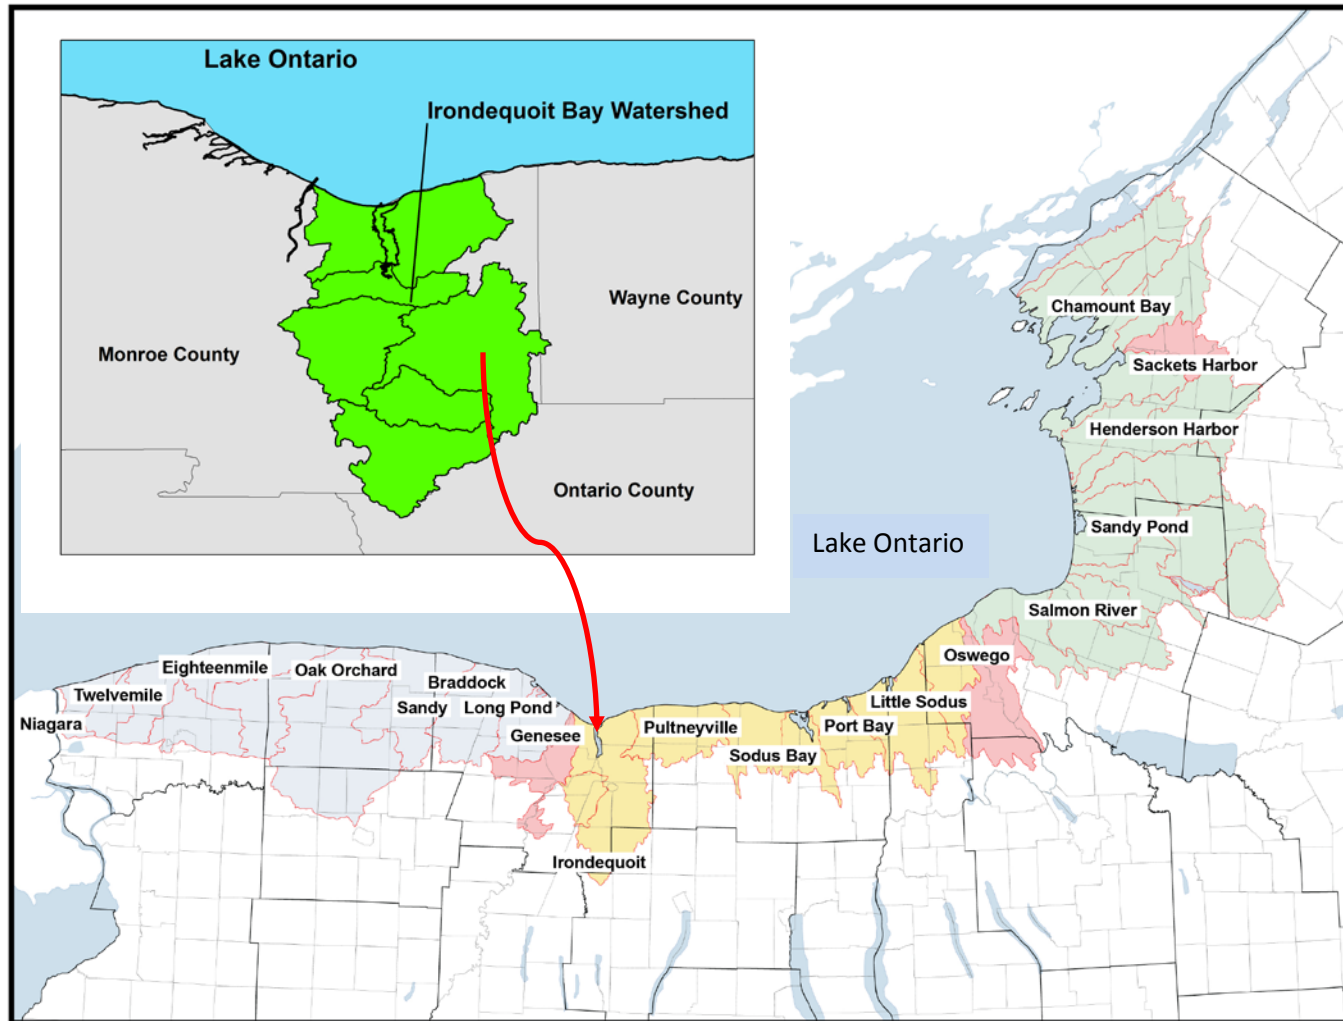 Lake Ontario
Irondequoit Bay Watershed
Wayne County
Monroe County
Ontario County
Chamount Bay
Sackets Harbor
Henderson Harbor
Sandy Pond
Lake Ontario
Salmon River
Oswego
Eighteenmile
Oak Orchard
Braddock
Twelvemile
Sandy
Long Pond
Little Sodus
Niagara
Genesee
Pultneyville
Port Bay
Sodus Bay
Irondequoit